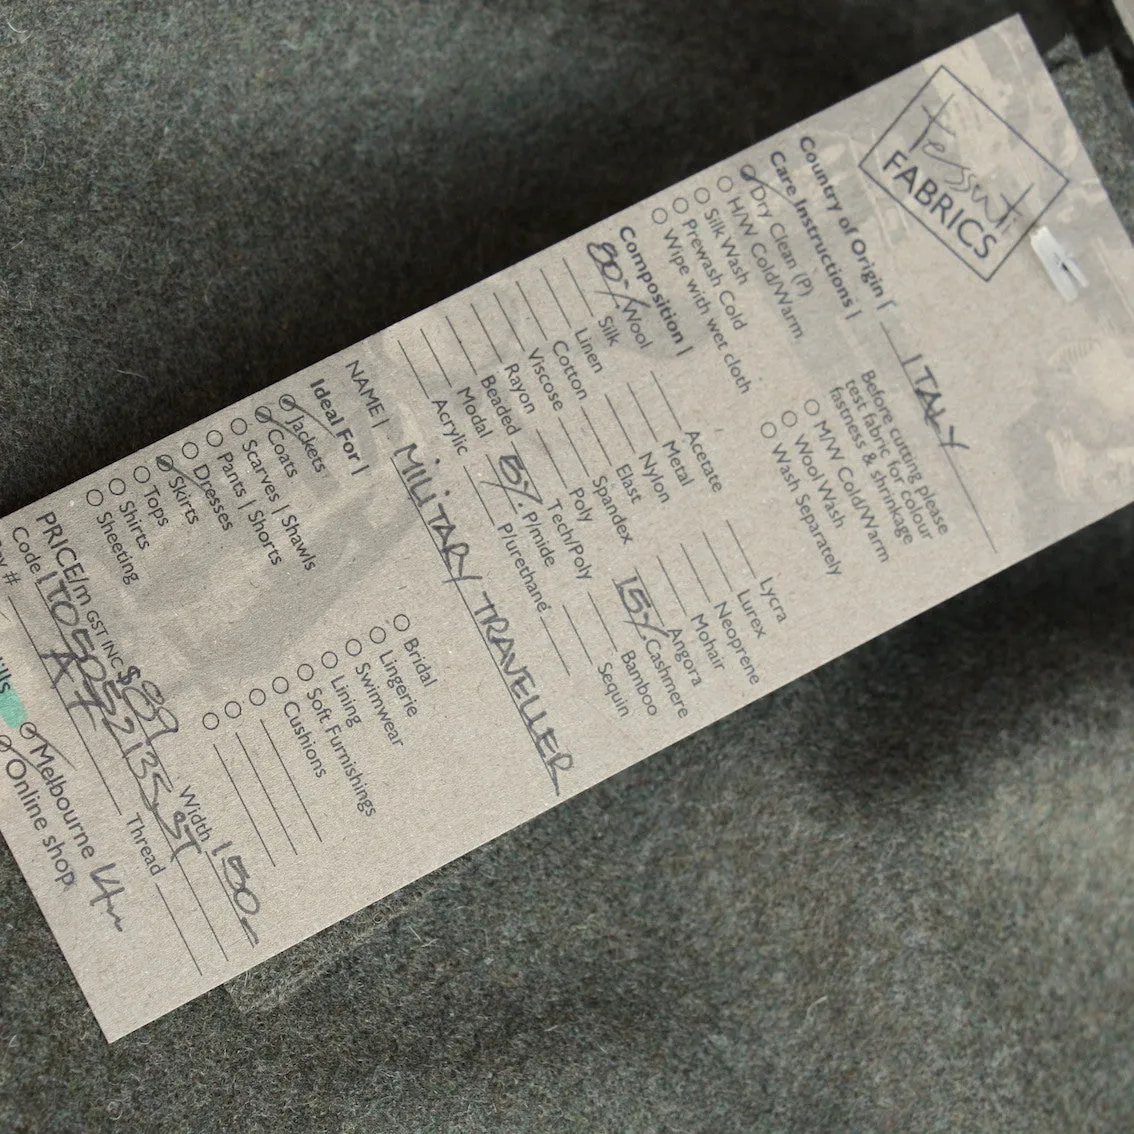 Tessuti
FABRICS
Country of Origin | ITALY
Care Instructions |
Dry Clean (P)
H/W Cold/Warm
Silk Wash
Prewash Cold
Wipe with wet cloth
Before cutting please
test fabric for colour
fastness & shrinkage
M/W Cold/Warm
Wool Wash
Wash Separately
Composition |
80% Wool
Silk
Linen
Cotton
Viscose
Rayon
Beaded
Modal
Acrylic
Acetate
Metal
Nylon
Elast
Spandex
Poly
Tech/Poly
5% P/mide
P/urethane
Lycra
Lurex
Neoprene
Mohair
Angora
15% Cashmere
Bamboo
Sequin
NAME | MILITARY TRAVELLER
Ideal For |
Jackets
Coats
Scarves | Shawls
Pants | Shorts
Dresses
Skirts
Tops
Shirts
Sheeting
Bridal
Lingerie
Swimwear
Lining
Soft Furnishings
Cushions
PRICE/m GST INC $89 Width 150
Code
Thread
Melbourne 14m
Online shop